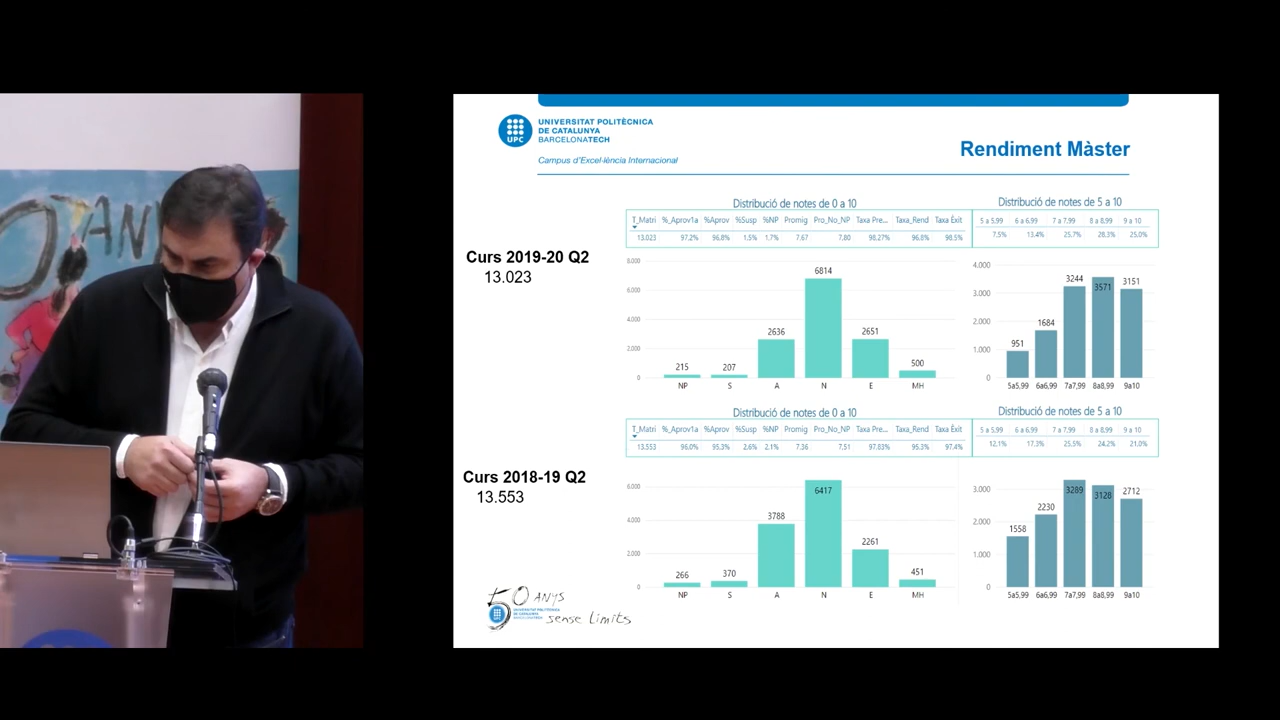 UNIVERSITAT POLITÈCNICA
DE CATALUNYA
BARCELONATECH
UPC
Campus d'Excel·lència Internacional
Rendiment Màster
Curs 2019-20 Q2
13.023
Distribució de notes de 0 a 10
T_Matri %_Aprov1a %Aprov %Susp %NP Promig Pro_No_NP Taxa Pre... Taxa_Rend Taxa Èxit
13.023 97,2% 96,8% 1.5% 1.7% 7.67 7,80 98,27% 96,8% 98.5%
8.000
6.000
4.000
2.000
0
215 207 2636 6814 2651 500
NP S A N E MH
Distribució de notes de 5 a 10
5 a 5,99 6 a 6,99 7 a 7,99 8 a 8,99 9 a 10
7,5% 13,4% 25,7% 28,3% 25,0%
4.000
3.000
2.000
1.000
0
951 1684 3244 3571 3151
5a5,99 6a6,99 7a7,99 8a8,99 9a10
Curs 2018-19 Q2
13.553
Distribució de notes de 0 a 10
T_Matri %_Aprov1a %Aprov %Susp %NP Promig Pro_No_NP Taxa Pre... Taxa_Rend Taxa Èxit
13.553 96,0% 95,3% 2.6% 2.1% 7.36 7,51 97,83% 95,3% 97.4%
6.000
4.000
2.000
0
266 370 3788 6417 2261 451
NP S A N E MH
Distribució de notes de 5 a 10
5 a 5,99 6 a 6,99 7 a 7,99 8 a 8,99 9 a 10
12,1% 17,3% 25,5% 24,2% 21,0%
3.000
2.000
1.000
0
1558 2230 3289 3128 2712
5a5,99 6a6,99 7a7,99 8a8,99 9a10
50 ANYS
UNIVERSITAT POLITÈCNICA
DE CATALUNYA
BARCELONATECH
UPC
sense Límits